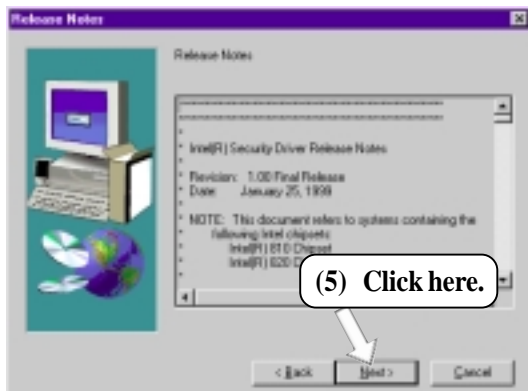 Release Notes
Release Notes
Intel(R) Security Driver Release Notes
Revision: 1.00 Final Release
Date: January 25, 1999
NOTE: This document refers to systems containing the
following Intel chipsets:
Intel(R) 810 Chipset
Intel(R) 820
(5) Click here.
< Back
Next >
Cancel